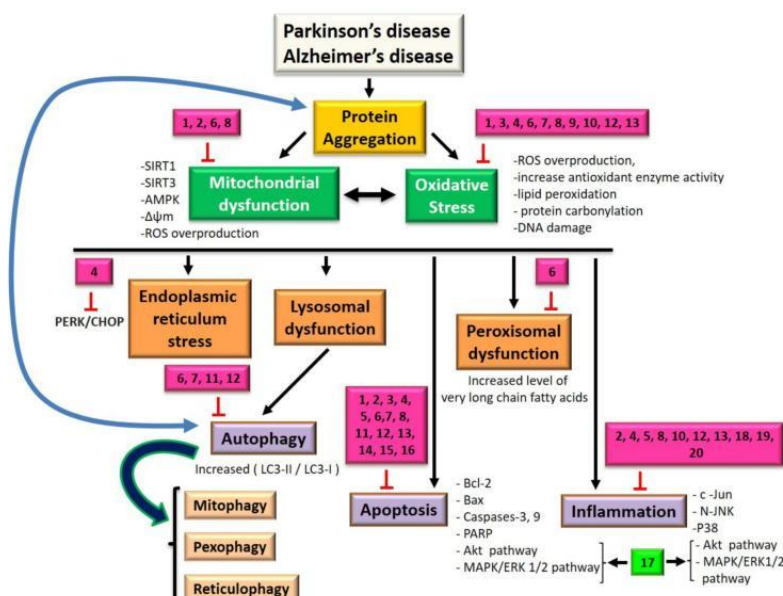 Parkinson's disease
Alzheimer's disease
Protein
Aggregation
1, 2, 6, 8
1, 3, 4, 6, 7, 8, 9, 10, 12, 13
-SIRT1
-SIRT3
-AMPK
-Δψm
-ROS overproduction
Mitochondrial
dysfunction
Oxidative
Stress
-ROS overproduction,
-increase antioxidant enzyme activity
-lipid peroxidation
- protein carbonylation
-DNA damage
4
PERK/CHOP
Endoplasmic
reticulum
stress
Lysosomal
dysfunction
6
Peroxisomal
dysfunction
Increased level of
very long chain fatty acids
6, 7, 11, 12
Autophagy
Increased ( LC3-II / LC3-I )
1, 2, 3, 4,
5, 6,7, 8,
11, 12, 13,
14, 15, 16
Apoptosis
- Bcl-2
- Bax
- Caspases-3, 9
- PARP
- Akt pathway
- MAPK/ERK 1/2 pathway
2, 4, 5, 8, 10, 12, 13, 18, 19,
20
Inflammation
- c -Jun
- N-JNK
-P38
17
- Akt pathway
- MAPK/ERK1/2
pathway
Mitophagy
Pexophagy
Reticulophagy